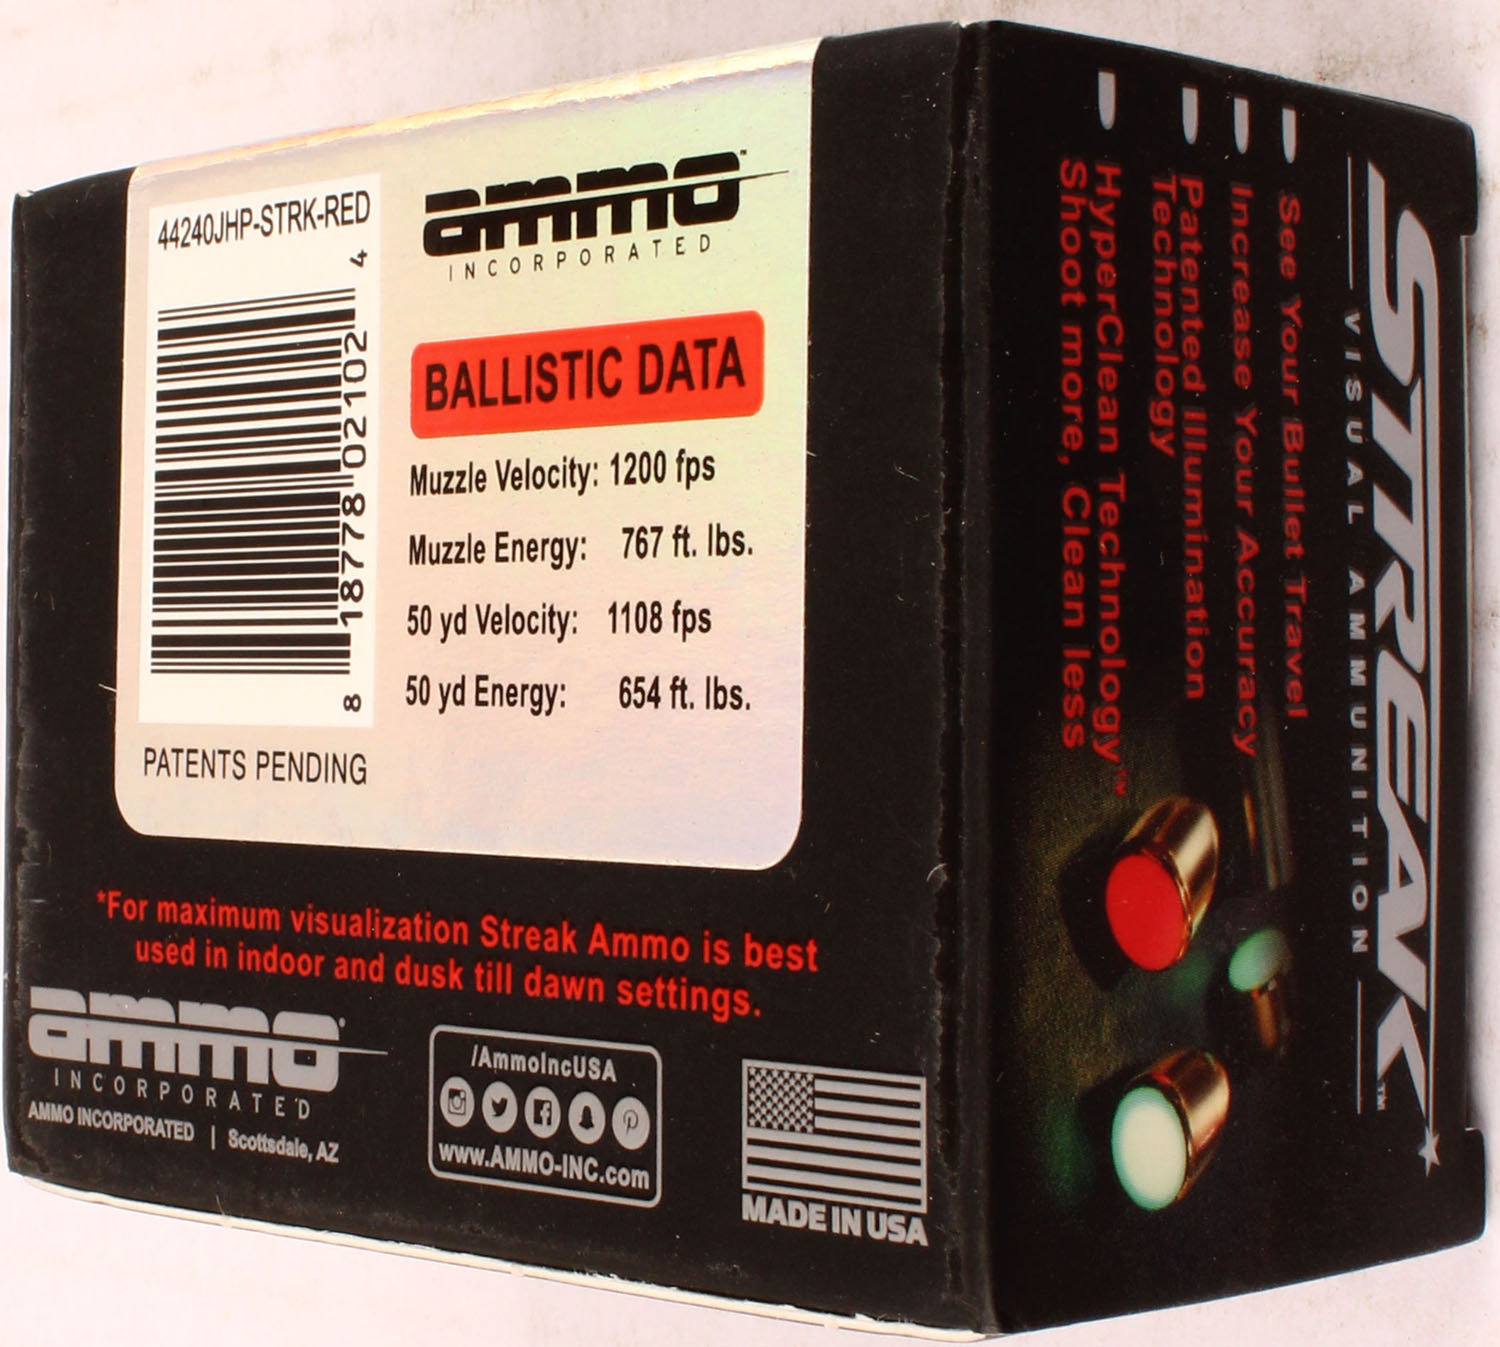 44240JHP-STRK-RED
8 18778 02102 4
PATENTS PENDING
ammo™
INCORPORATED
BALLISTIC DATA
Muzzle Velocity: 1200 fps
Muzzle Energy: 767 ft. lbs.
50 yd Velocity: 1108 fps
50 yd Energy: 654 ft. lbs.
*For maximum visualization Streak Ammo is best
used in indoor and dusk till dawn settings.
ammo
INCORPORATED
AMMO INCORPORATED | Scottsdale, AZ
/AmmoIncUSA
www.AMMO-INC.com
MADE IN USA
STREAK™
VISUAL AMMUNITION
See Your Bullet Travel
Increase Your Accuracy
Patented Illumination
Technology
HyperClean Technology™
Shoot more, Clean less